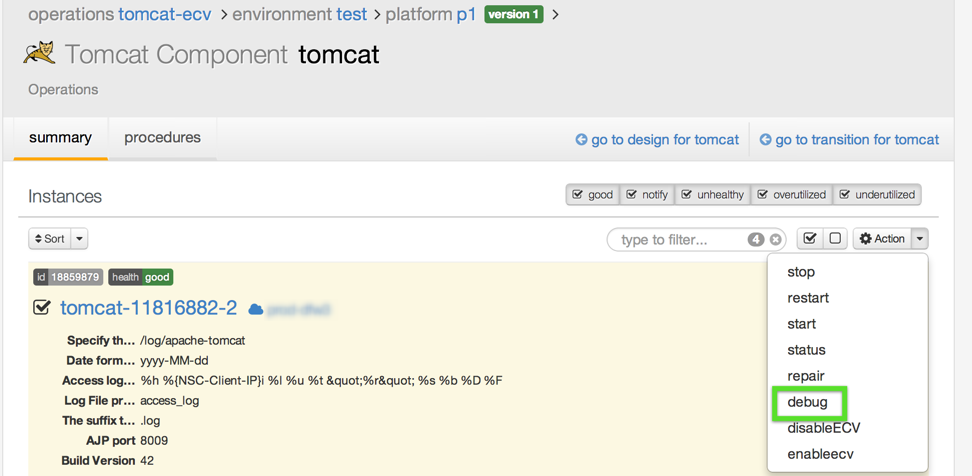 operations tomcat-ecv > environment test > platform p1 version 1 >
Tomcat Component tomcat
Operations
summary procedures go to design for tomcat go to transition for tomcat
Instances good notify unhealthy overutilized underutilized
Sort type to filter... 4 Action
id 18859879 health good
tomcat-11816882-2
Specify th... /log/apache-tomcat
Date form... yyyy-MM-dd
Access log... %h %{NSC-Client-IP}i %l %u %t &quot;%r&quot; %s %b %D %F
Log File pr... access_log
The suffix t... .log
AJP port 8009
Build Version 42
stop
restart
start
status
repair
debug
disableECV
enableecv